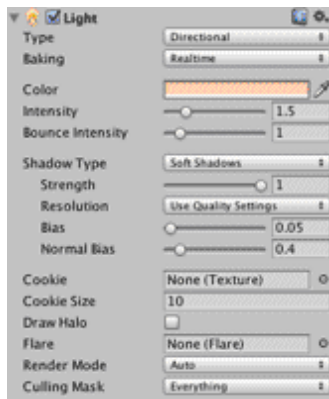 Light
Type Directional
Baking Realtime
Color
Intensity 1.5
Bounce Intensity 1
Shadow Type Soft Shadows
Strength 1
Resolution Use Quality Settings
Bias 0.05
Normal Bias 0.4
Cookie None (Texture)
Cookie Size 10
Draw Halo
Flare None (Flare)
Render Mode Auto
Culling Mask Everything